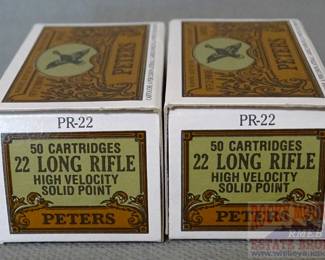 PETERS
PETERS
PR-22
50 CARTRIDGES
22 LONG RIFLE
HIGH VELOCITY
SOLID POINT
PETERS
PR-22
50 CARTRIDGES
22 LONG RIFLE
HIGH VELOCITY
SOLID POINT
PETERS
ESTATE